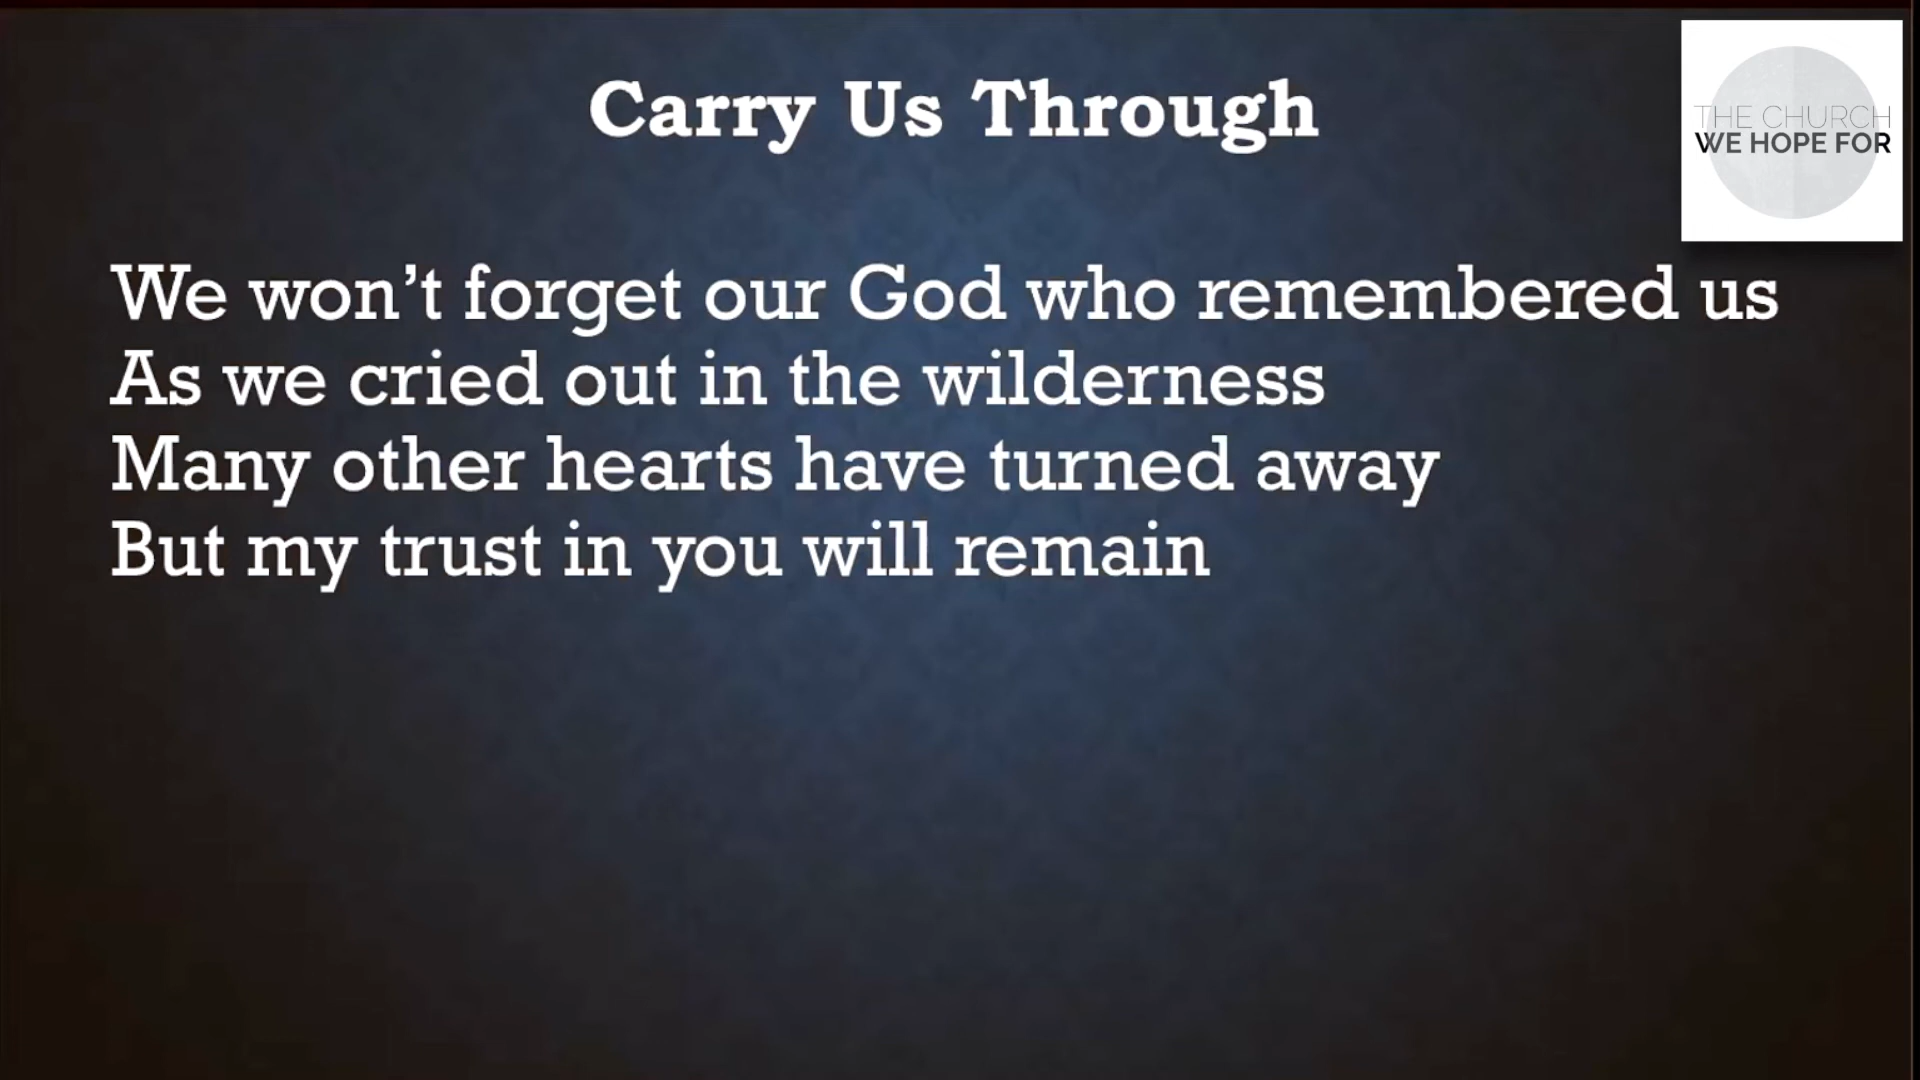 Carry Us Through
THE CHURCH
WE HOPE FOR
We won’t forget our God who remembered us
As we cried out in the wilderness
Many other hearts have turned away
But my trust in you will remain